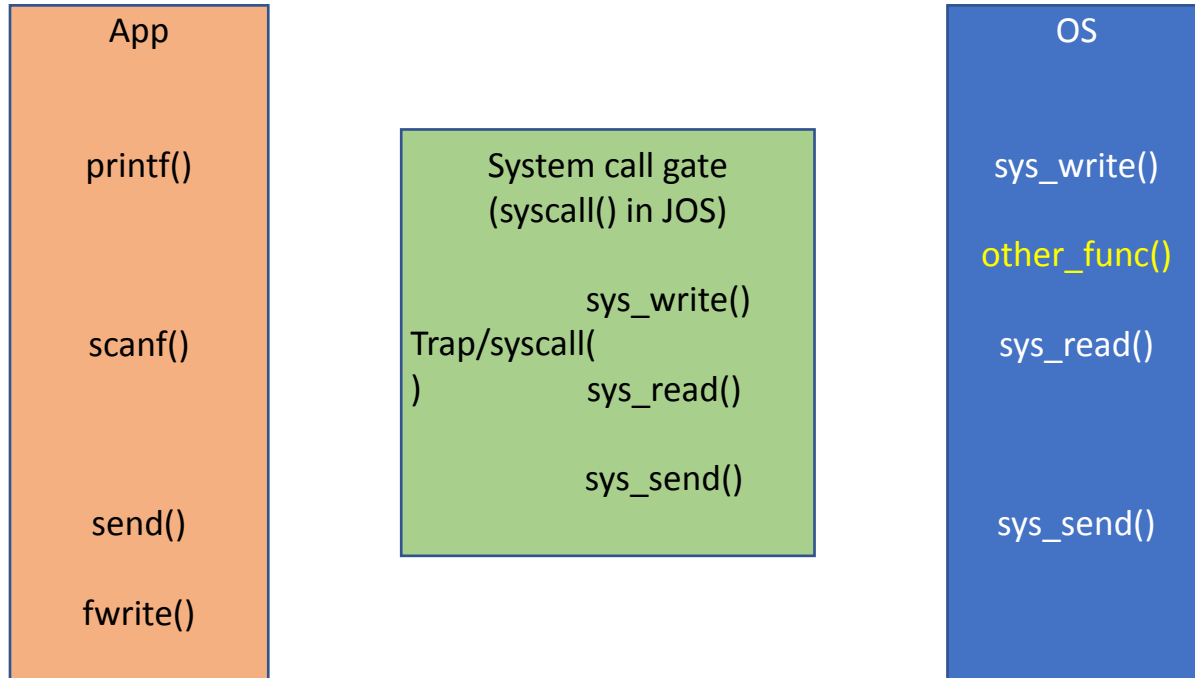 App
printf()
scanf()
send()
fwrite()
System call gate
(syscall() in JOS)
sys_write()
Trap/syscall(
) sys_read()
sys_send()
OS
sys_write()
other_func()
sys_read()
sys_send()